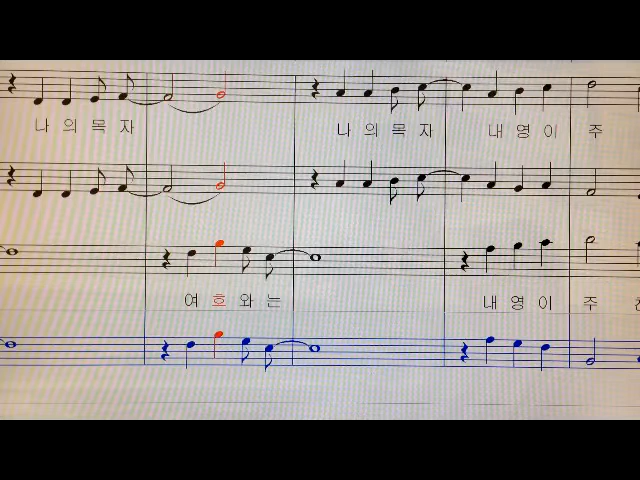 나 의 목 자 나 의 목 자 내 영 이 주
여 호 와 는 내 영 이 주